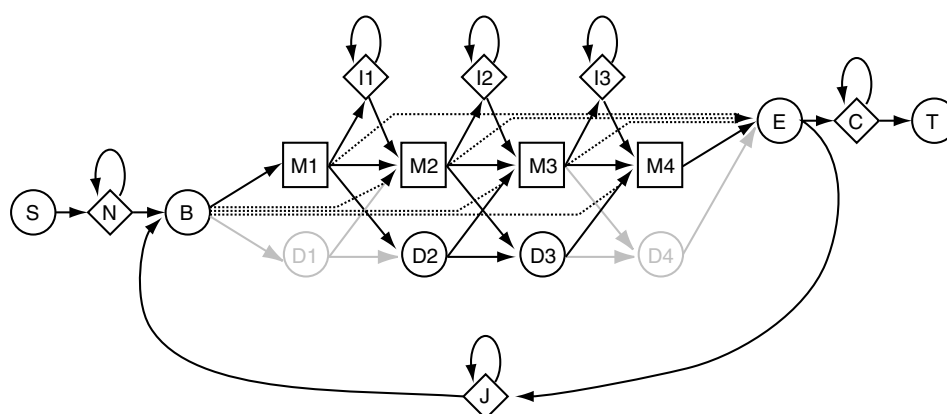 I1 I2 I3
E C T
M1 M2 M3 M4
S N B
D1 D2 D3 D4
J